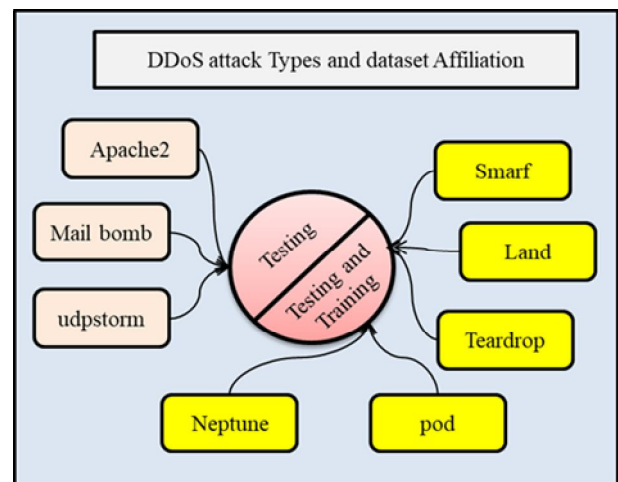 DDoS attack Types and dataset Affiliation
Apache2
Smarf
Mail bomb
Land
udpstorm
Teardrop
Testing
Testing and
Training
Neptune
pod